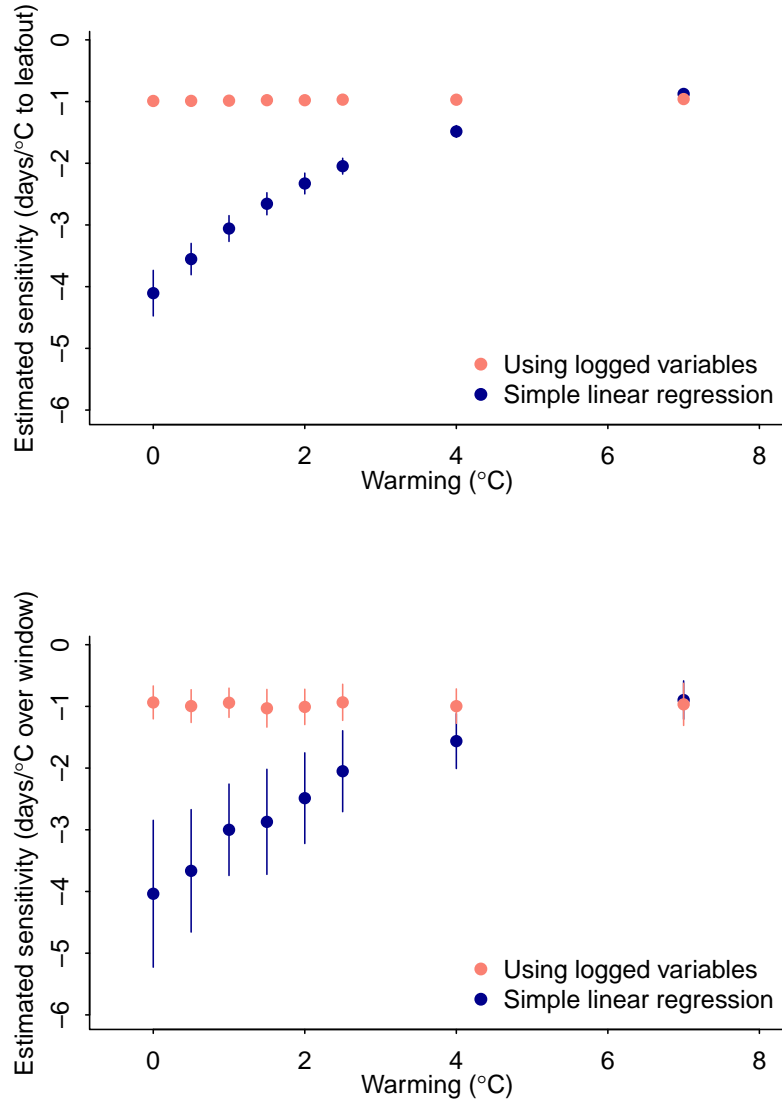 Estimated sensitivity (days/°C to leafout)
0
−1
−2
−3
−4
−5
−6
Using logged variables
Simple linear regression
0 2 4 6 8
Warming (°C)
Estimated sensitivity (days/°C over window)
0
−1
−2
−3
−4
−5
−6
Using logged variables
Simple linear regression
0 2 4 6 8
Warming (°C)